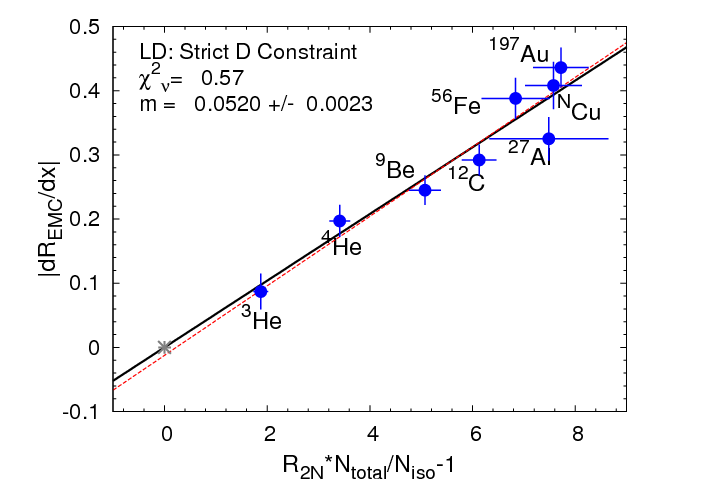 0.5
0.4
0.3
0.2
0.1
0
-0.1
|dR_EMC/dx|
LD: Strict D Constraint
χ²_ν= 0.57
m = 0.0520 +/- 0.0023
¹⁹⁷Au
⁵⁶Fe
ᴺCu
²⁷Al
⁹Be
¹²C
⁴He
³He
0 2 4 6 8
R_2N*N_total/N_iso-1